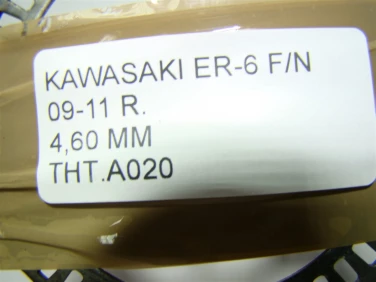 KAWASAKI ER-6 F/N
09-11 R.
4,60 MM
THT.A020